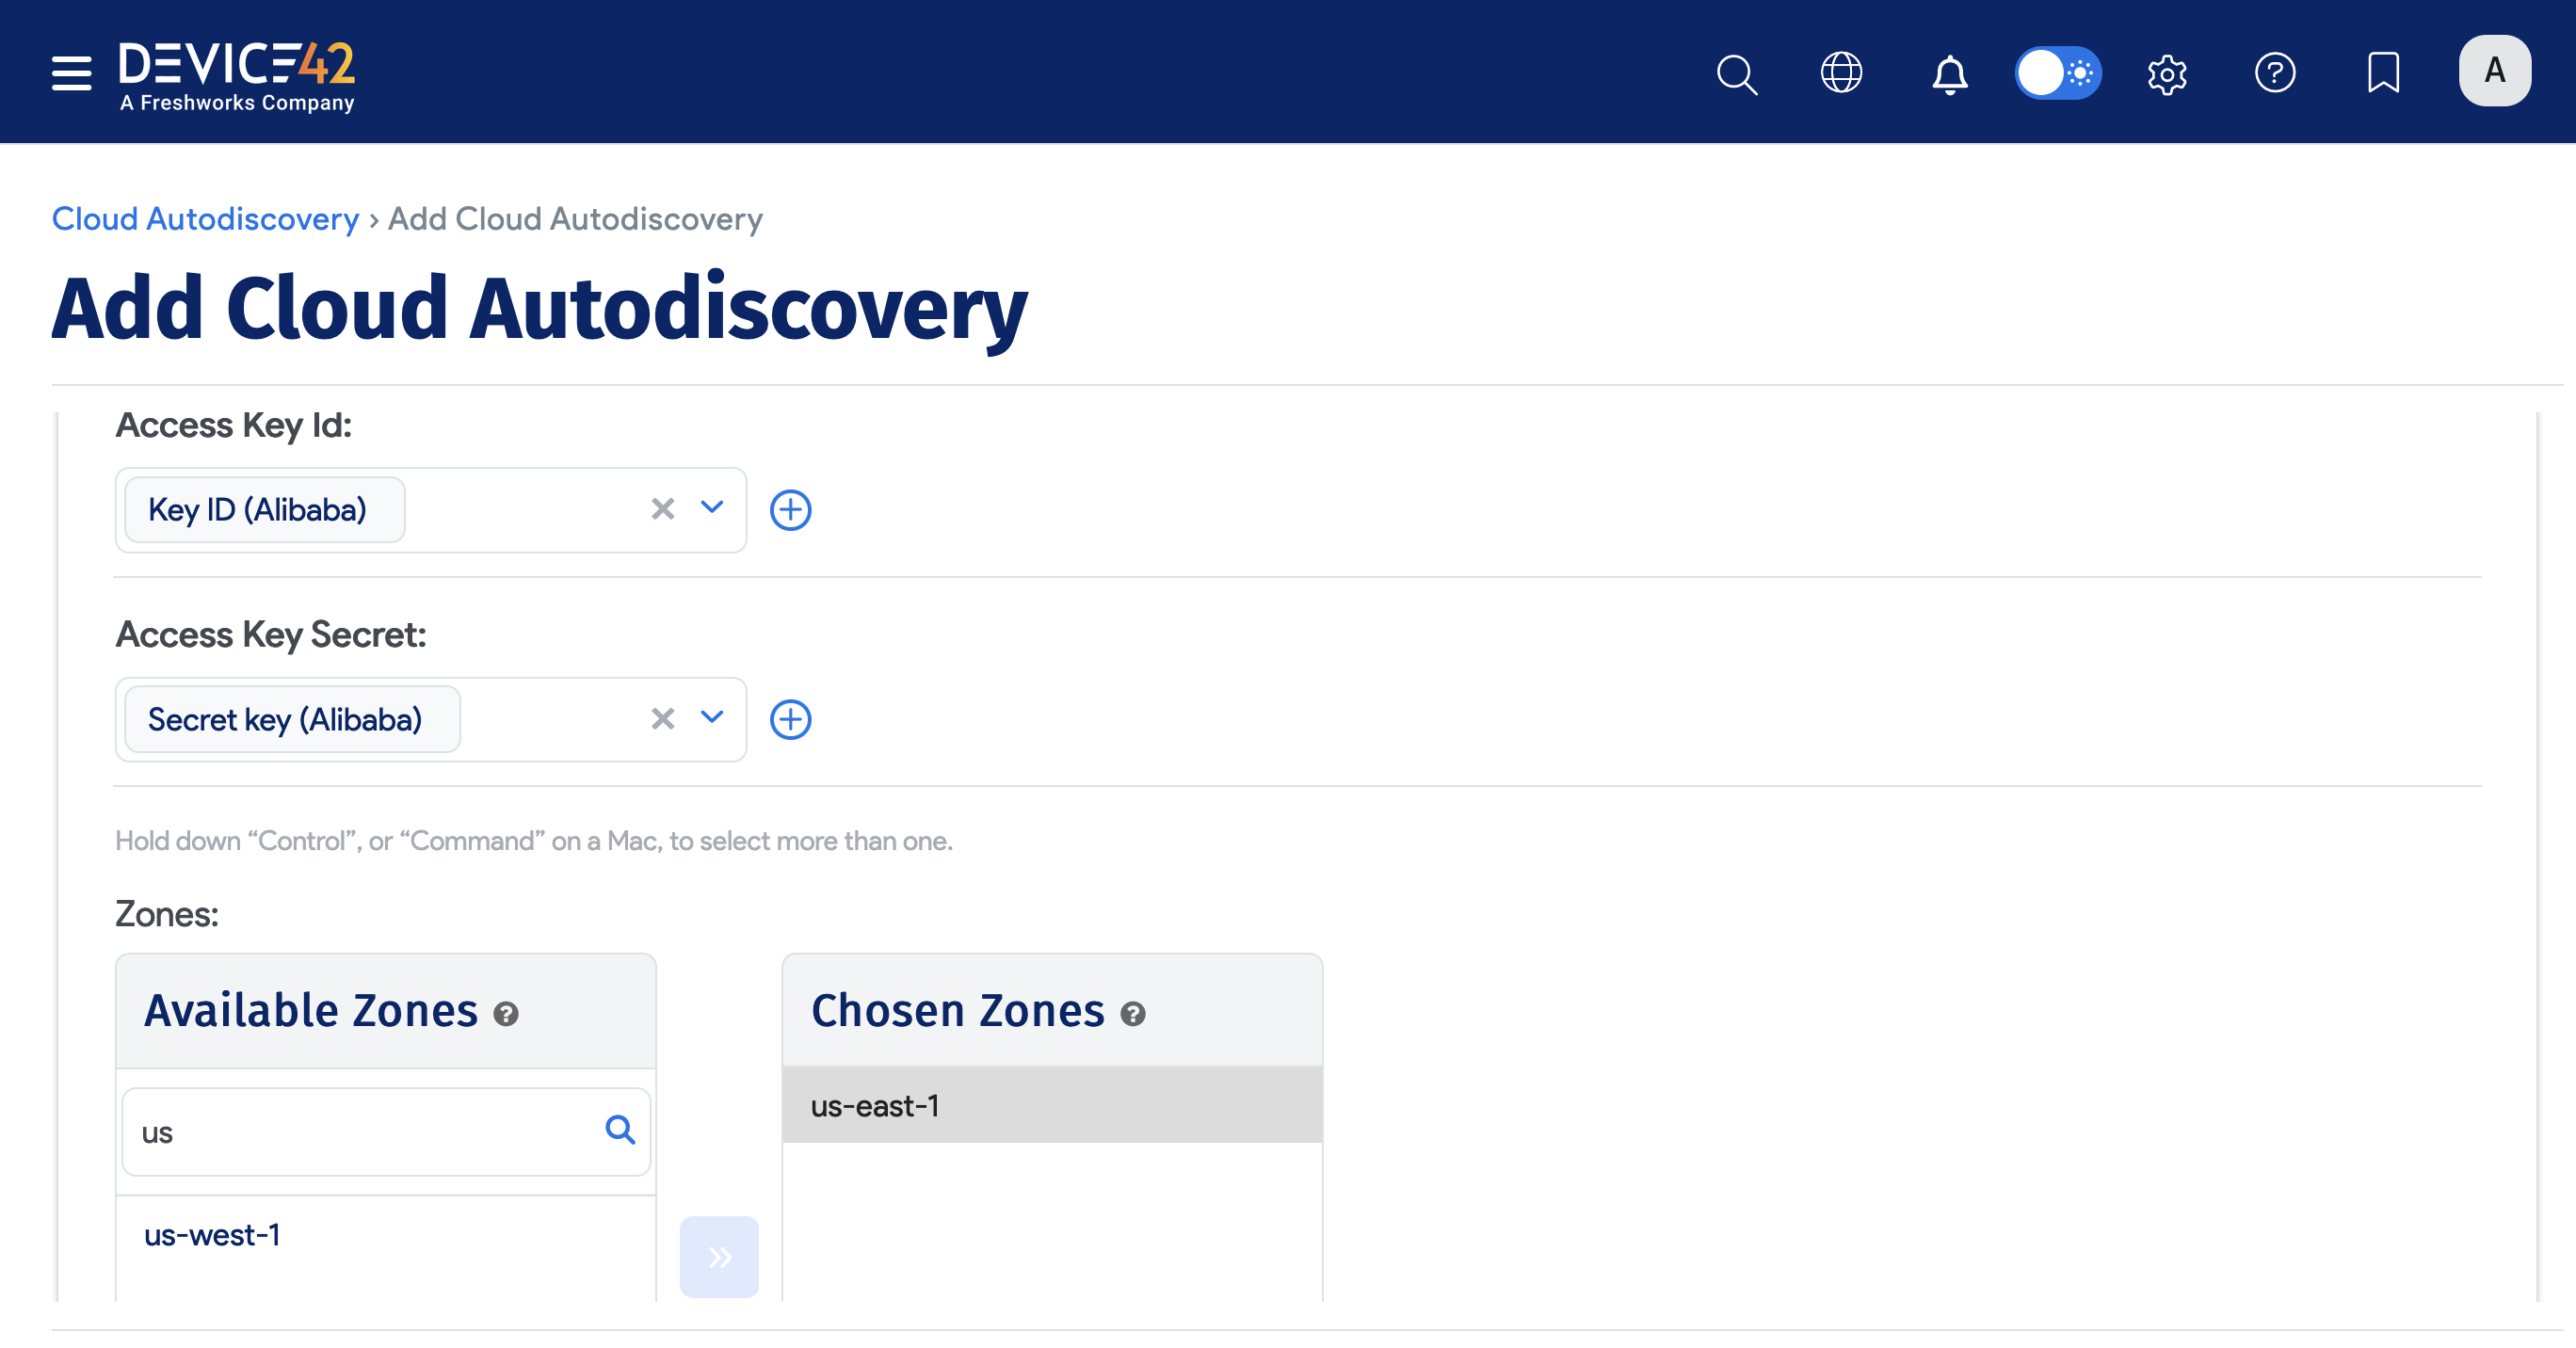 DEVICE42
A Freshworks Company
A
Cloud Autodiscovery › Add Cloud Autodiscovery
Add Cloud Autodiscovery
Access Key Id:
Key ID (Alibaba)
Access Key Secret:
Secret key (Alibaba)
Hold down “Control”, or “Command” on a Mac, to select more than one.
Zones:
Available Zones ?
Chosen Zones ?
us-east-1
us
us-west-1